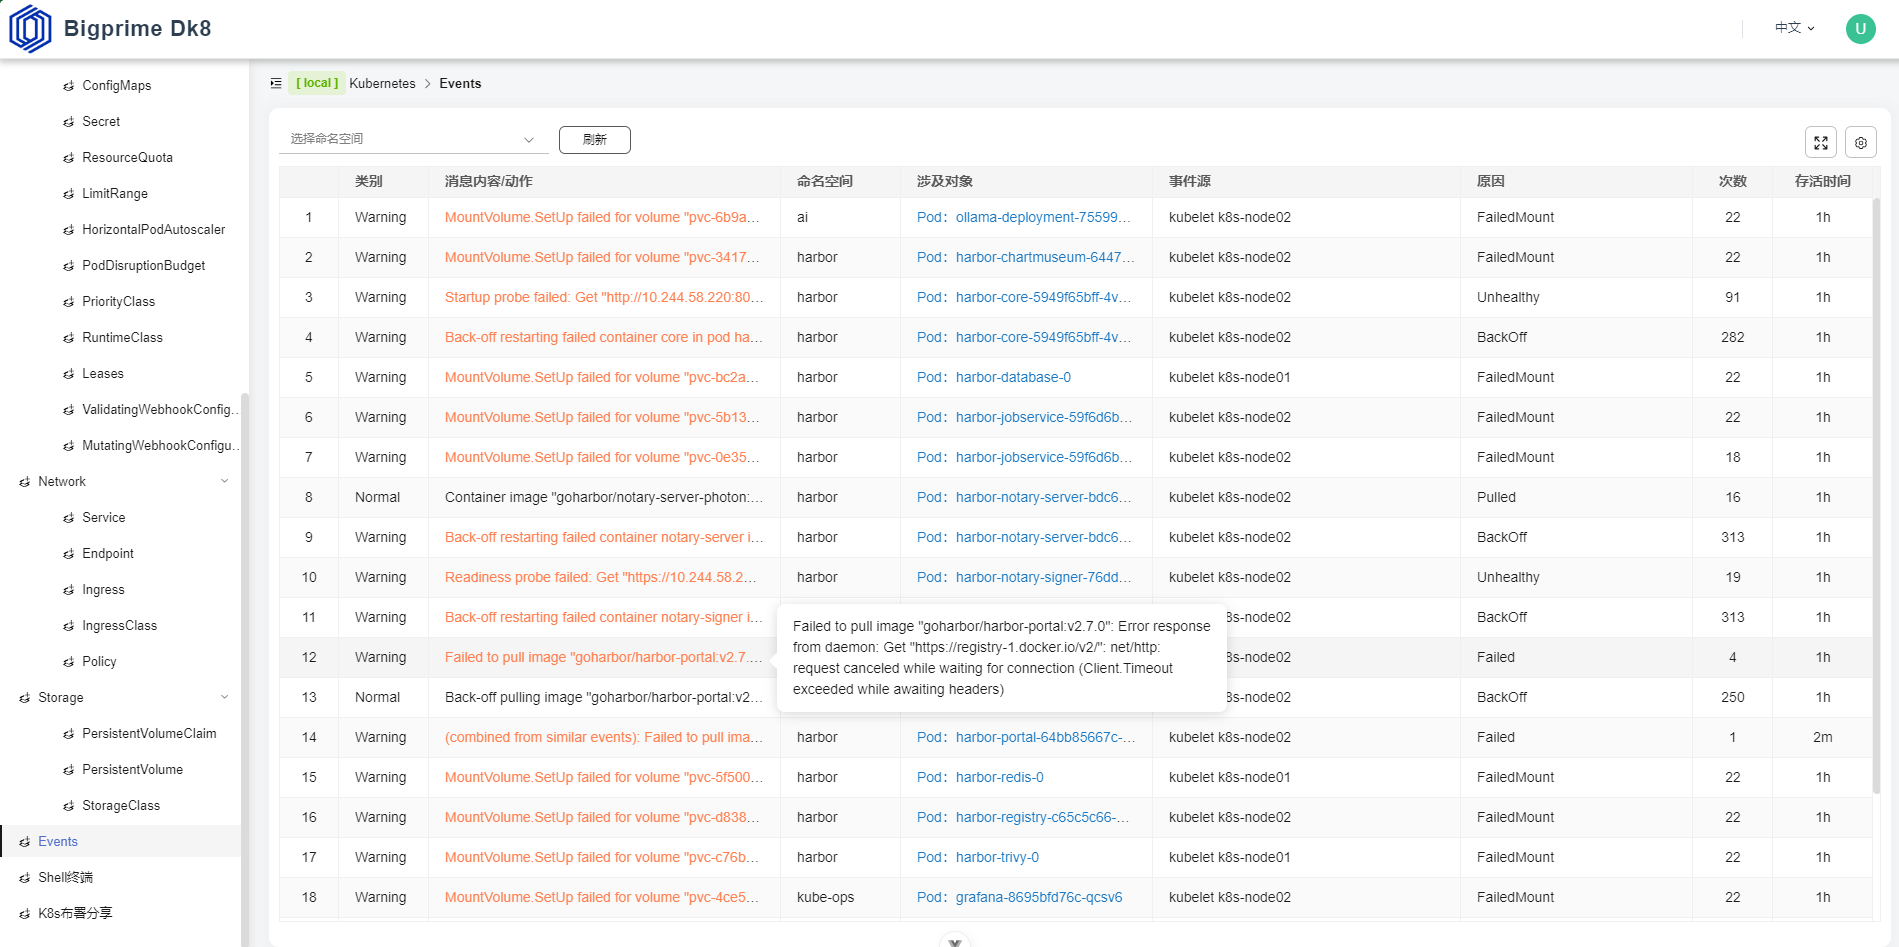 Bigprime Dk8
中文
U
ConfigMaps
Secret
ResourceQuota
LimitRange
HorizontalPodAutoscaler
PodDisruptionBudget
PriorityClass
RuntimeClass
Leases
ValidatingWebhookConfig...
MutatingWebhookConfigu...
Network
Service
Endpoint
Ingress
IngressClass
Policy
Storage
PersistentVolumeClaim
PersistentVolume
StorageClass
Events
Shell终端
K8s布署分享
[ local ] Kubernetes > Events
选择命名空间 刷新
类别 消息内容/动作 命名空间 涉及对象 事件源 原因 次数 存活时间
1 Warning MountVolume.SetUp failed for volume "pvc-6b9a... ai Pod：ollama-deployment-75599... kubelet k8s-node02 FailedMount 22 1h
2 Warning MountVolume.SetUp failed for volume "pvc-3417... harbor Pod：harbor-chartmuseum-6447... kubelet k8s-node02 FailedMount 22 1h
3 Warning Startup probe failed: Get "http://10.244.58.220:80... harbor Pod：harbor-core-5949f65bff-4v... kubelet k8s-node02 Unhealthy 91 1h
4 Warning Back-off restarting failed container core in pod ha... harbor Pod：harbor-core-5949f65bff-4v... kubelet k8s-node02 BackOff 282 1h
5 Warning MountVolume.SetUp failed for volume "pvc-bc2a... harbor Pod：harbor-database-0 kubelet k8s-node01 FailedMount 22 1h
6 Warning MountVolume.SetUp failed for volume "pvc-5b13... harbor Pod：harbor-jobservice-59f6d6b... kubelet k8s-node02 FailedMount 22 1h
7 Warning MountVolume.SetUp failed for volume "pvc-0e35... harbor Pod：harbor-jobservice-59f6d6b... kubelet k8s-node02 FailedMount 18 1h
8 Normal Container image "goharbor/notary-server-photon:... harbor Pod：harbor-notary-server-bdc6... kubelet k8s-node02 Pulled 16 1h
9 Warning Back-off restarting failed container notary-server i... harbor Pod：harbor-notary-server-bdc6... kubelet k8s-node02 BackOff 313 1h
10 Warning Readiness probe failed: Get "https://10.244.58.2... harbor Pod：harbor-notary-signer-76dd... kubelet k8s-node02 Unhealthy 19 1h
11 Warning Back-off restarting failed container notary-signer i... 8s-node02 BackOff 313 1h
12 Warning Failed to pull image "goharbor/harbor-portal:v2.7.... 8s-node02 Failed 4 1h
13 Normal Back-off pulling image "goharbor/harbor-portal:v2... 8s-node02 BackOff 250 1h
Failed to pull image "goharbor/harbor-portal:v2.7.0": Error response
from daemon: Get "https://registry-1.docker.io/v2/": net/http:
request canceled while waiting for connection (Client.Timeout
exceeded while awaiting headers)
14 Warning (combined from similar events): Failed to pull ima... harbor Pod：harbor-portal-64bb85667c-... kubelet k8s-node02 Failed 1 2m
15 Warning MountVolume.SetUp failed for volume "pvc-5f500... harbor Pod：harbor-redis-0 kubelet k8s-node01 FailedMount 22 1h
16 Warning MountVolume.SetUp failed for volume "pvc-d838... harbor Pod：harbor-registry-c65c5c66-... kubelet k8s-node02 FailedMount 22 1h
17 Warning MountVolume.SetUp failed for volume "pvc-c76b... harbor Pod：harbor-trivy-0 kubelet k8s-node01 FailedMount 22 1h
18 Warning MountVolume.SetUp failed for volume "pvc-4ce5... kube-ops Pod：grafana-8695bfd76c-qcsv6 kubelet k8s-node02 FailedMount 22 1h